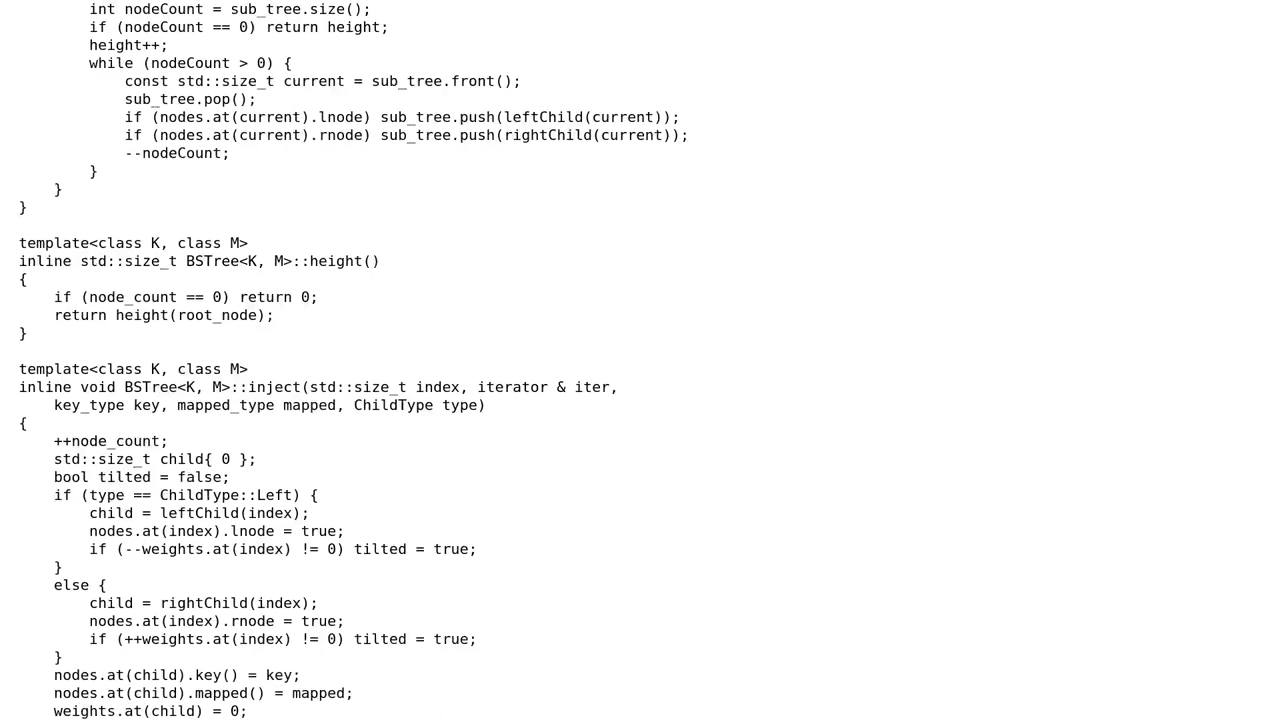 int nodeCount = sub_tree.size();
        if (nodeCount == 0) return height;
        height++;
        while (nodeCount > 0) {
            const std::size_t current = sub_tree.front();
            sub_tree.pop();
            if (nodes.at(current).lnode) sub_tree.push(leftChild(current));
            if (nodes.at(current).rnode) sub_tree.push(rightChild(current));
            --nodeCount;
        }
    }
}

template<class K, class M>
inline std::size_t BSTree<K, M>::height()
{
    if (node_count == 0) return 0;
    return height(root_node);
}

template<class K, class M>
inline void BSTree<K, M>::inject(std::size_t index, iterator & iter,
    key_type key, mapped_type mapped, ChildType type)
{
    ++node_count;
    std::size_t child{ 0 };
    bool tilted = false;
    if (type == ChildType::Left) {
        child = leftChild(index);
        nodes.at(index).lnode = true;
        if (--weights.at(index) != 0) tilted = true;
    }
    else {
        child = rightChild(index);
        nodes.at(index).rnode = true;
        if (++weights.at(index) != 0) tilted = true;
    }
    nodes.at(child).key() = key;
    nodes.at(child).mapped() = mapped;
    weights.at(child) = 0;